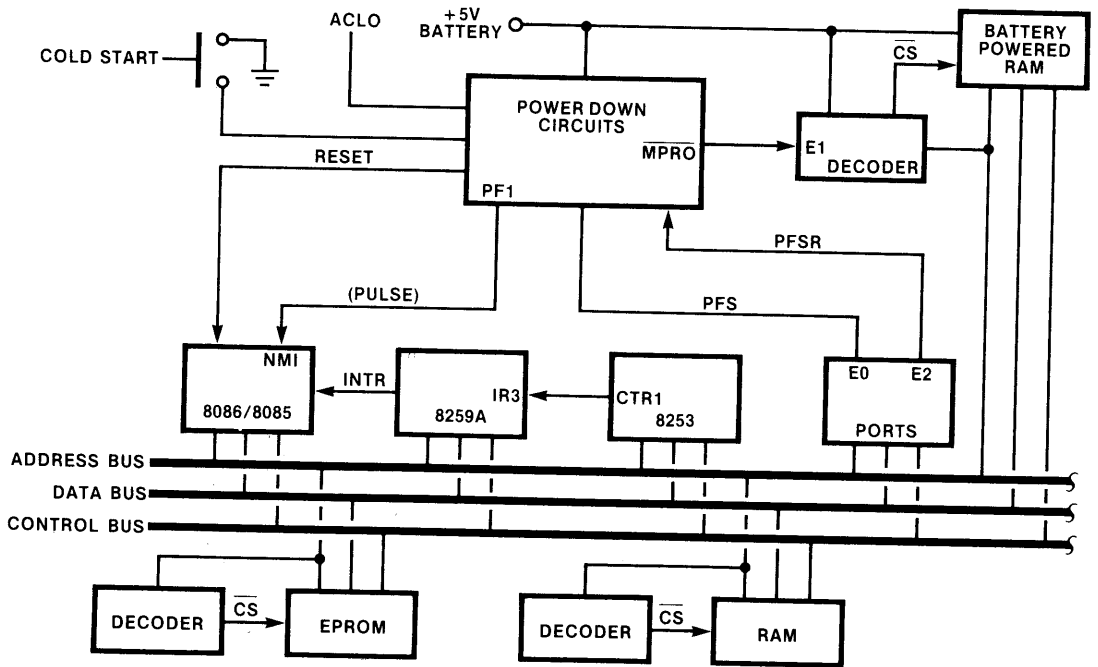 ACLO
+5V
BATTERY
COLD START
CS
BATTERY
POWERED
RAM
POWER DOWN
CIRCUITS
MPRO
E1
DECODER
RESET
PF1
PFSR
(PULSE)
PFS
NMI
8086/8085
INTR
IR3
8259A
CTR1
8253
E0 E2
PORTS
ADDRESS BUS
DATA BUS
CONTROL BUS
DECODER
CS
EPROM
DECODER
CS
RAM